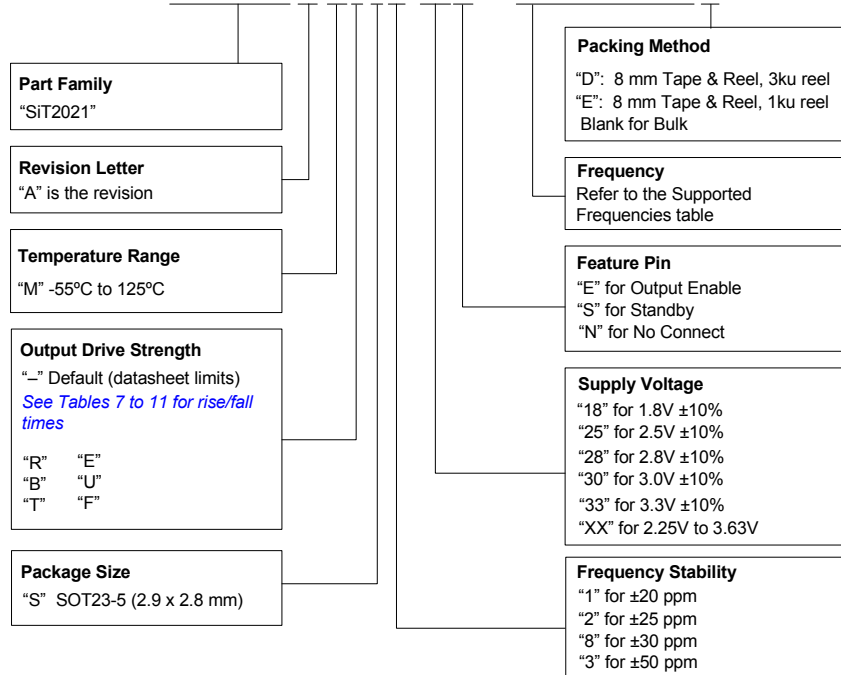 Part Family
“SiT2021”
Revision Letter
“A” is the revision
Temperature Range
“M” -55ºC to 125ºC
Output Drive Strength
“–” Default (datasheet limits)
See Tables 7 to 11 for rise/fall
times
“R” “E”
“B” “U”
“T” “F”
Package Size
“S” SOT23-5 (2.9 x 2.8 mm)
Packing Method
“D”: 8 mm Tape & Reel, 3ku reel
“E”: 8 mm Tape & Reel, 1ku reel
Blank for Bulk
Frequency
Refer to the Supported
Frequencies table
Feature Pin
“E” for Output Enable
“S” for Standby
“N” for No Connect
Supply Voltage
“18” for 1.8V ±10%
“25” for 2.5V ±10%
“28” for 2.8V ±10%
“30” for 3.0V ±10%
“33” for 3.3V ±10%
“XX” for 2.25V to 3.63V
Frequency Stability
“1” for ±20 ppm
“2” for ±25 ppm
“8” for ±30 ppm
“3” for ±50 ppm